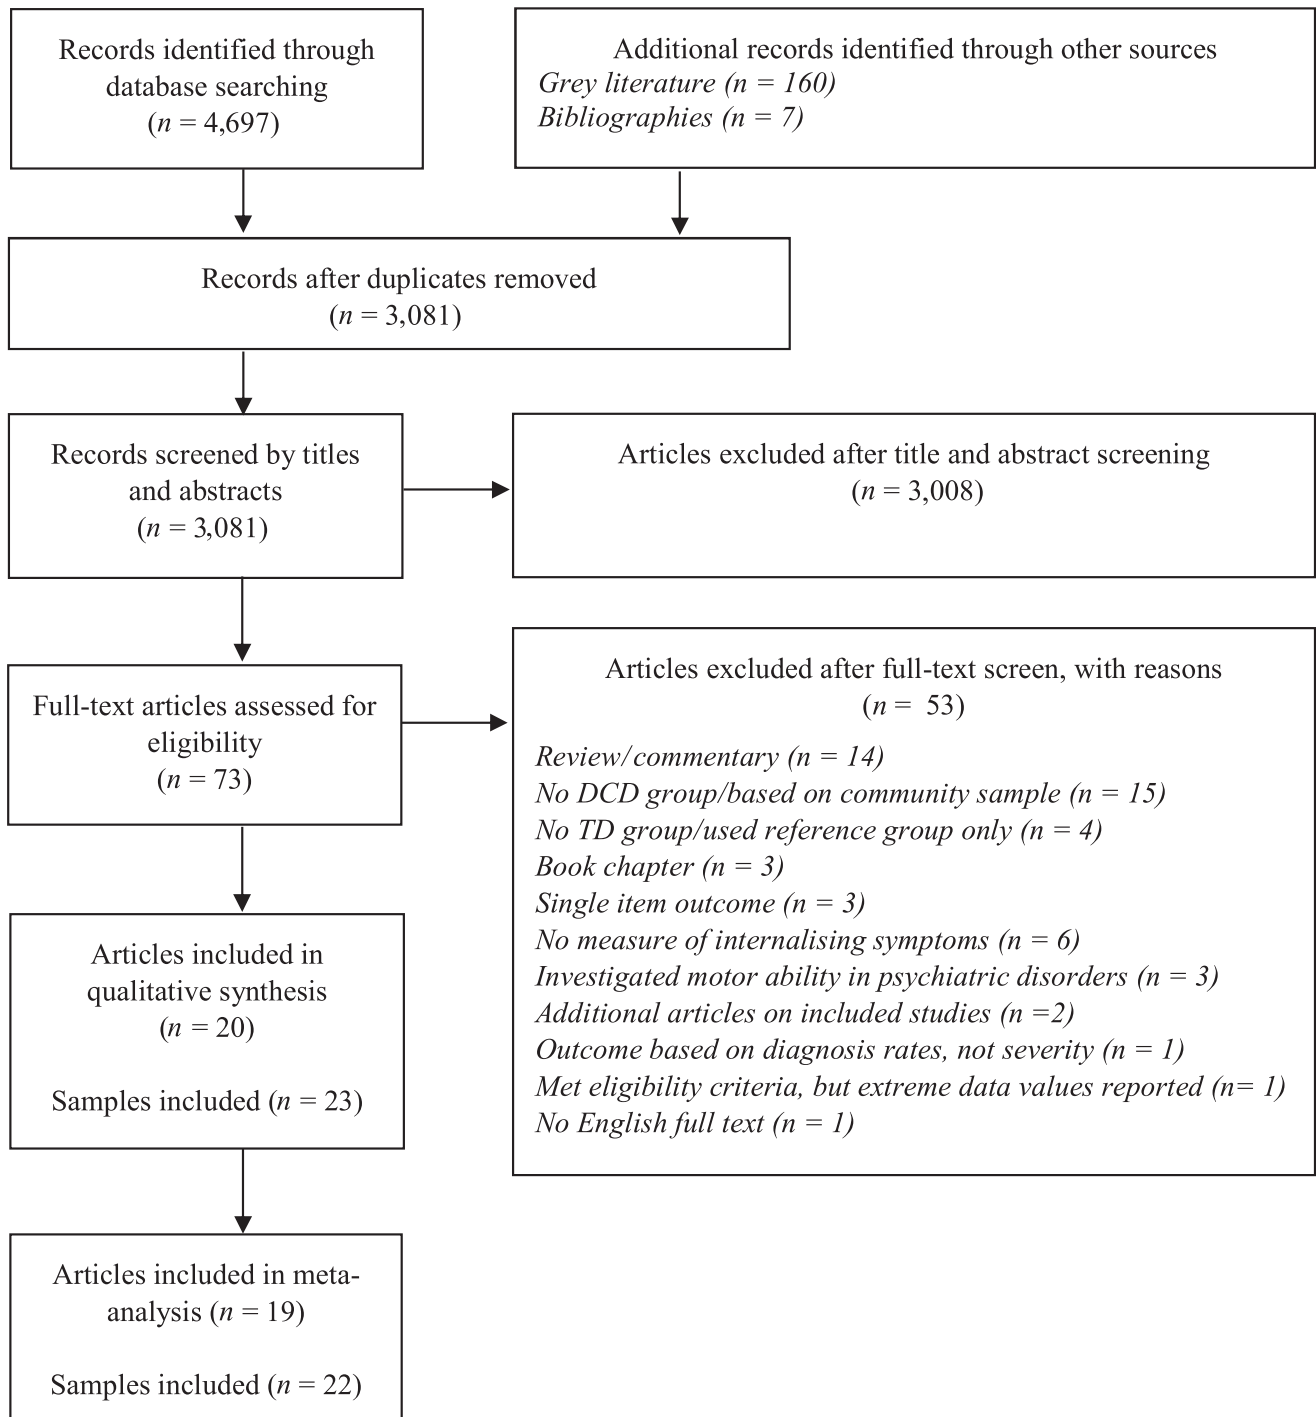 Records identified through
database searching
(n = 4,697)
Additional records identified through other sources
Grey literature (n = 160)
Bibliographies (n = 7)
Records after duplicates removed
(n = 3,081)
Records screened by titles
and abstracts
(n = 3,081)
Articles excluded after title and abstract screening
(n = 3,008)
Full-text articles assessed for
eligibility
(n = 73)
Articles excluded after full-text screen, with reasons
(n = 53)
Review/commentary (n = 14)
No DCD group/based on community sample (n = 15)
No TD group/used reference group only (n = 4)
Book chapter (n = 3)
Single item outcome (n = 3)
No measure of internalising symptoms (n = 6)
Investigated motor ability in psychiatric disorders (n = 3)
Additional articles on included studies (n =2)
Outcome based on diagnosis rates, not severity (n = 1)
Met eligibility criteria, but extreme data values reported (n= 1)
No English full text (n = 1)
Articles included in
qualitative synthesis
(n = 20)
Samples included (n = 23)
Articles included in meta-
analysis (n = 19)
Samples included (n = 22)